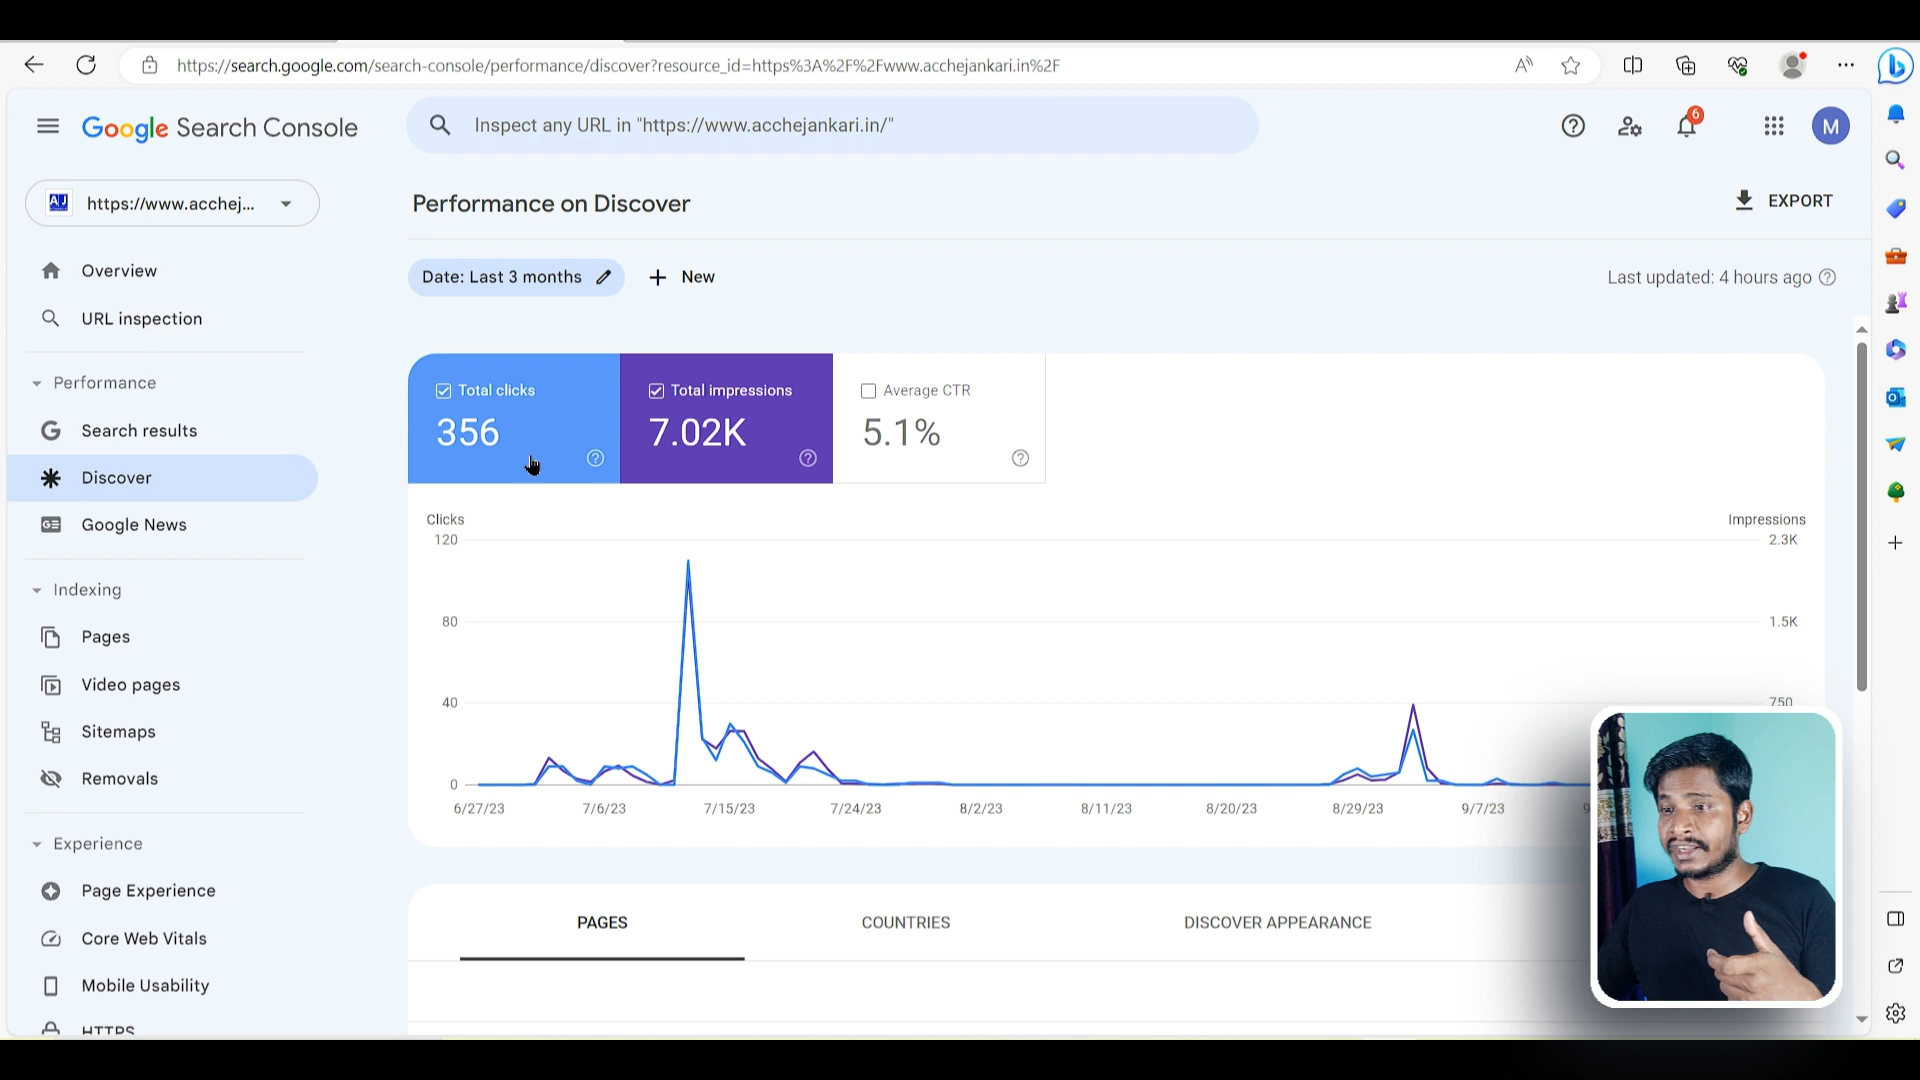 https://search.google.com/search-console/performance/discover?resource_id=https%3A%2F%2Fwww.acchejankari.in%2F
Google Search Console
Inspect any URL in "https://www.acchejankari.in/"
6
M
AJ
https://www.acchej...
Performance on Discover
EXPORT
Date: Last 3 months
New
Last updated: 4 hours ago
Overview
URL inspection
Performance
Search results
Discover
Google News
Indexing
Pages
Video pages
Sitemaps
Removals
Experience
Page Experience
Core Web Vitals
Mobile Usability
HTTPS
Total clicks
356
Total impressions
7.02K
Average CTR
5.1%
Clicks
Impressions
120
2.3K
80
1.5K
40
750
0
6/27/23
7/6/23
7/15/23
7/24/23
8/2/23
8/11/23
8/20/23
8/29/23
9/7/23
PAGES
COUNTRIES
DISCOVER APPEARANCE